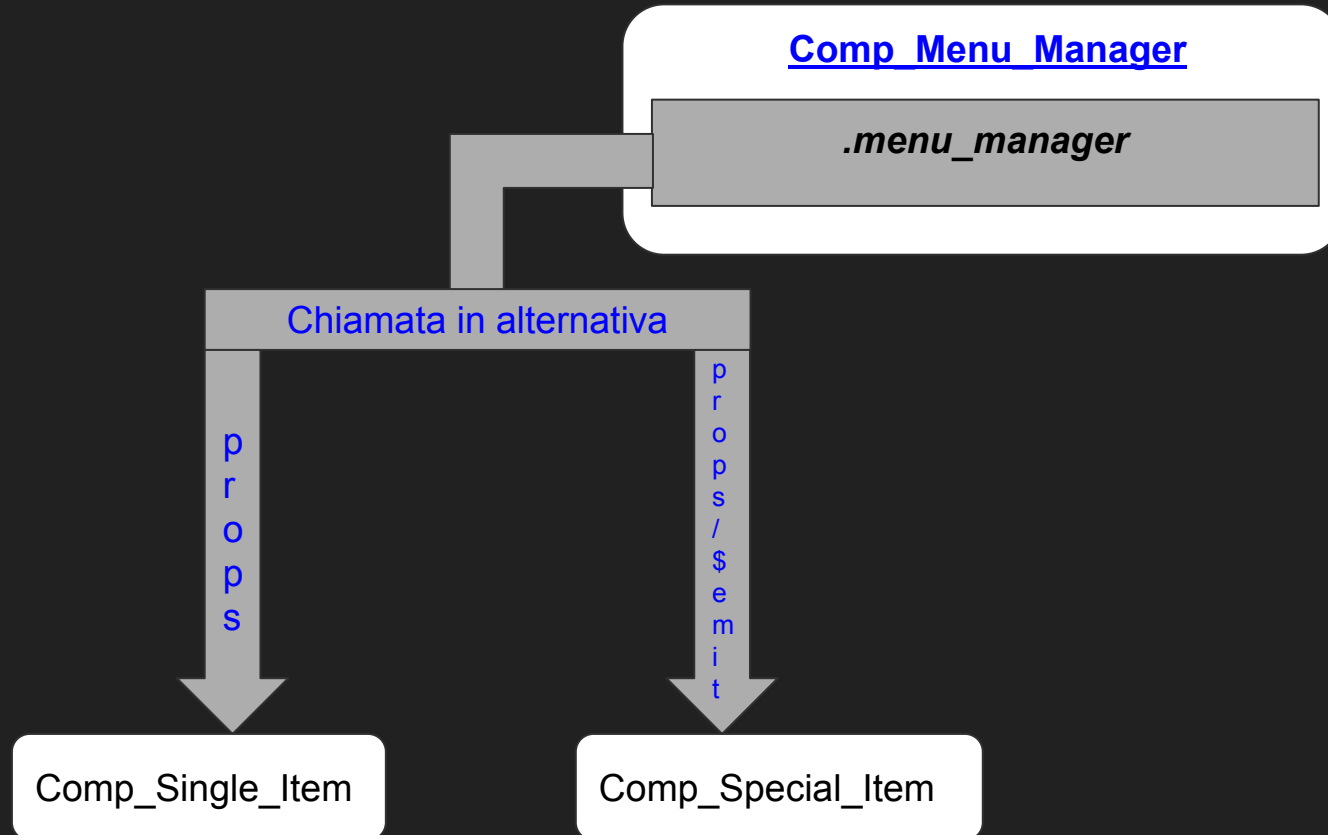 Comp_Menu_Manager
.menu_manager
Chiamata in alternativa
props
props/$emit
Comp_Single_Item
Comp_Special_Item